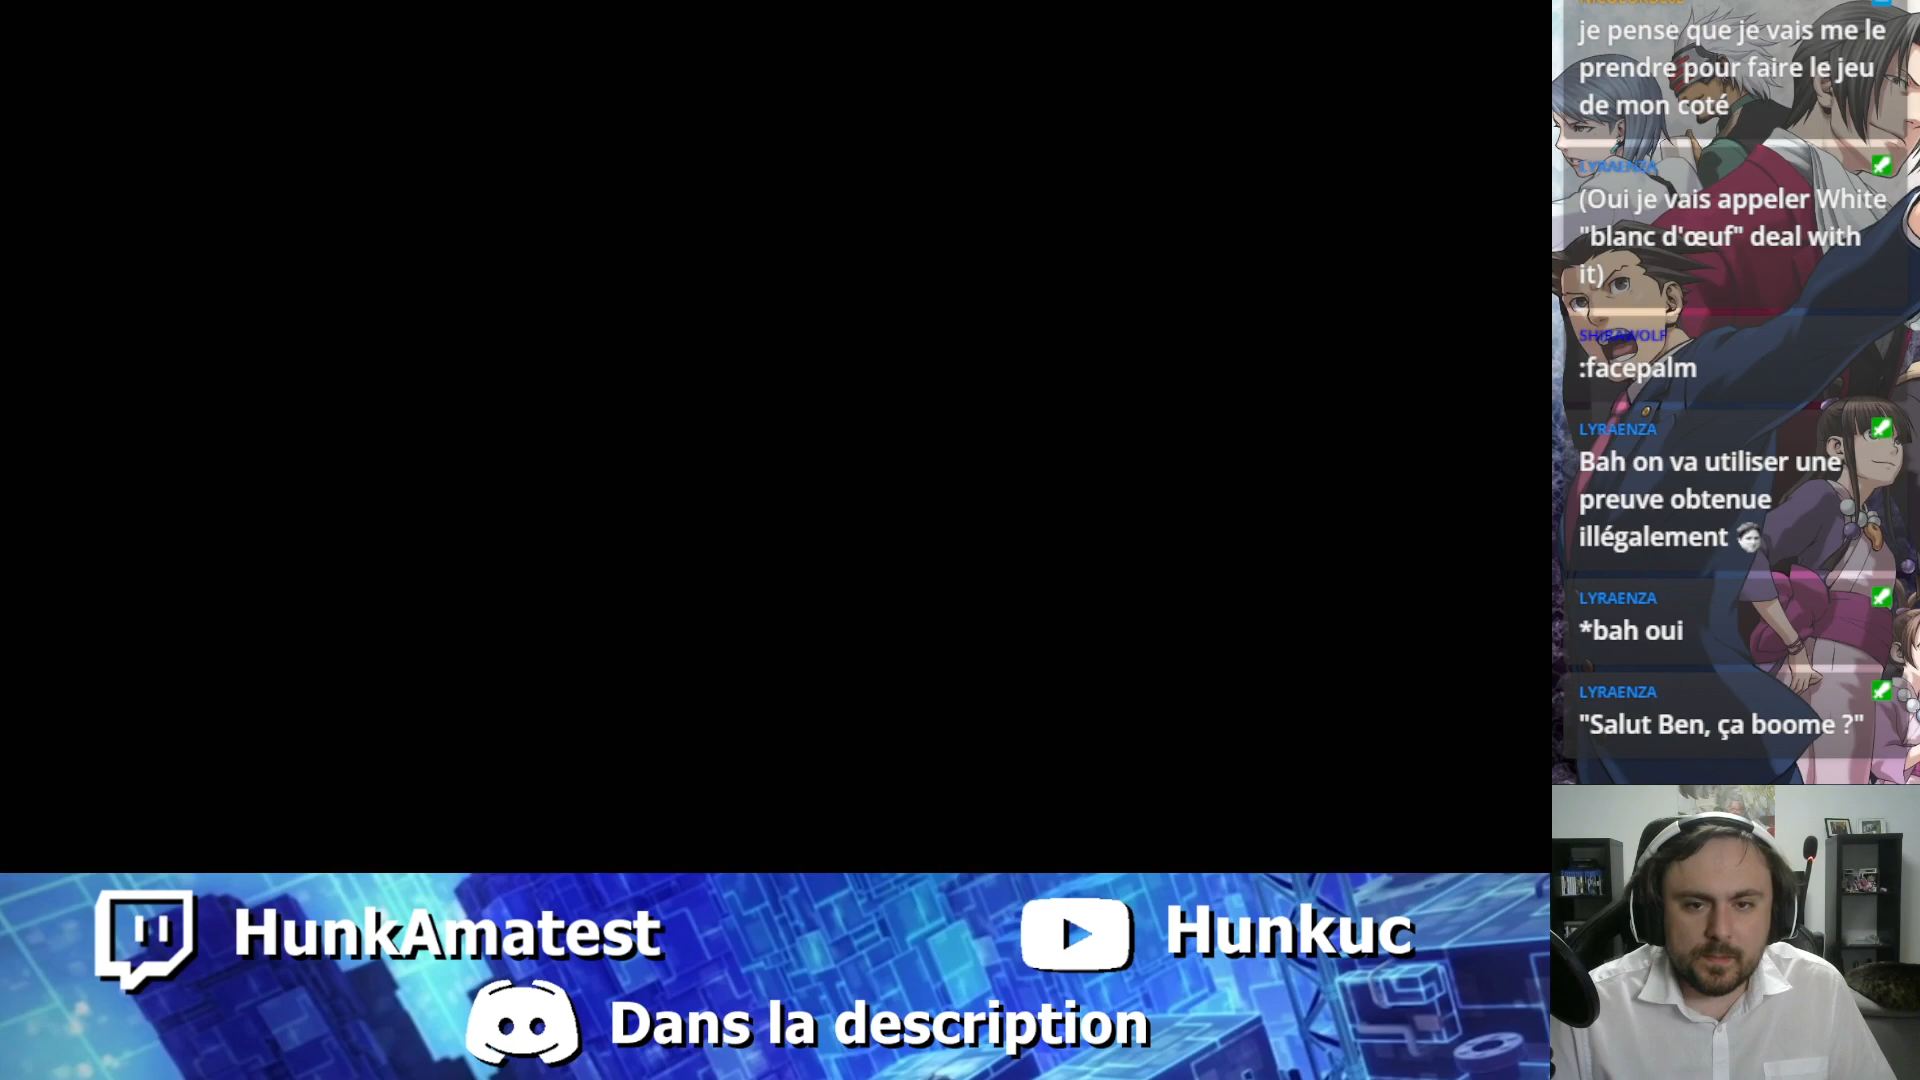 je pense que je vais me le
prendre pour faire le jeu
de mon coté
LYRAENZA
(Oui je vais appeler White
"blanc d'œuf" deal with
it)
SHIRAWOLF
:facepalm
LYRAENZA
Bah on va utiliser une
preuve obtenue
illégalement
LYRAENZA
*bah oui
LYRAENZA
"Salut Ben, ça boome ?"
HunkAmatest
Hunkuc
Dans la description